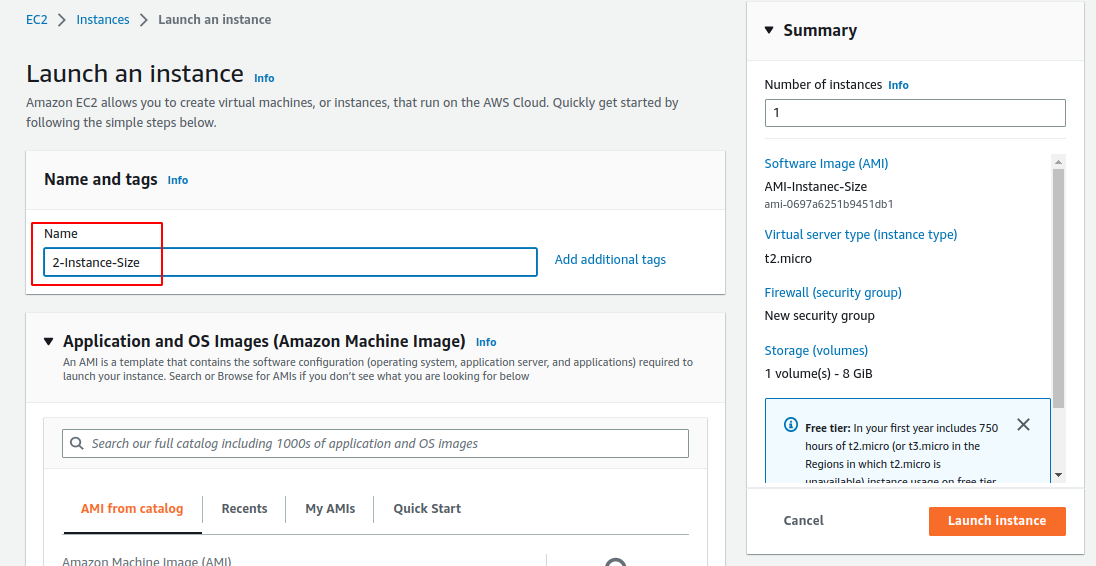 EC2 > Instances > Launch an instance
Launch an instance Info
Amazon EC2 allows you to create virtual machines, or instances, that run on the AWS Cloud. Quickly get started by
following the simple steps below.
Name and tags Info
Name
2-Instance-Size
Add additional tags
Application and OS Images (Amazon Machine Image) Info
An AMI is a template that contains the software configuration (operating system, application server, and applications) required to
launch your instance. Search or Browse for AMIs if you don't see what you are looking for below
Search our full catalog including 1000s of application and OS images
AMI from catalog
Recents
My AMIs
Quick Start
Amazon Machine Image (AMI)
Summary
Number of instances Info
1
Software Image (AMI)
AMI-Instanec-Size
ami-0697a6251b9451db1
Virtual server type (instance type)
t2.micro
Firewall (security group)
New security group
Storage (volumes)
1 volume(s) - 8 GiB
Free tier: In your first year includes 750
hours of t2.micro (or t3.micro in the
Regions in which t2.micro is
unavailable) instance usage on free tier
Cancel
Launch instance